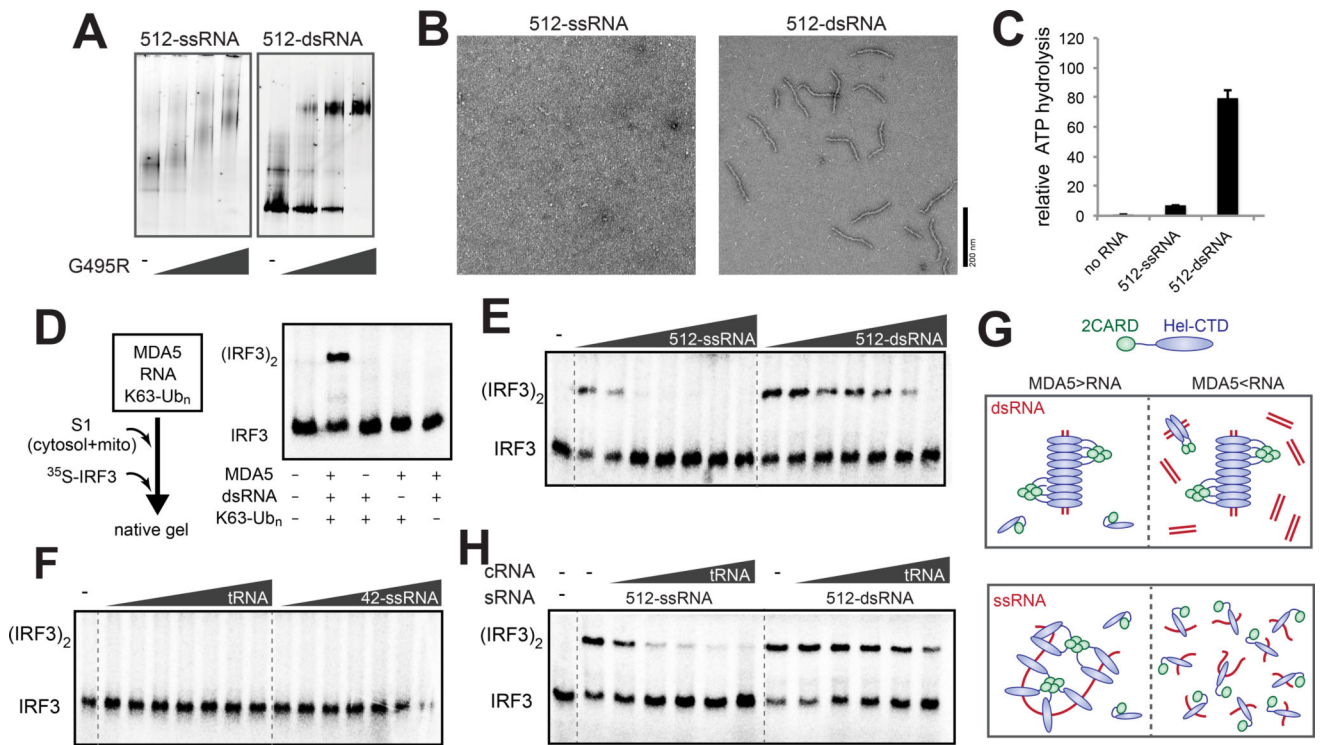 A
512-ssRNA 512-dsRNA
G495R - -
B
512-ssRNA 512-dsRNA
200 nm
C
relative ATP hydrolysis
120
100
80
60
40
20
0
no RNA
512-ssRNA
512-dsRNA
D
MDA5
RNA
K63-Ubn
S1
(cytosol+mito)
35S-IRF3
native gel
(IRF3)2
IRF3
MDA5 – + – + +
dsRNA – + + – +
K63-Ubn – + + + –
E
- 512-ssRNA 512-dsRNA
(IRF3)2
IRF3
F
- tRNA 42-ssRNA
(IRF3)2
IRF3
G
2CARD Hel-CTD
MDA5>RNA MDA5<RNA
dsRNA
ssRNA
H
cRNA - - tRNA - tRNA
sRNA - 512-ssRNA 512-dsRNA
(IRF3)2
IRF3